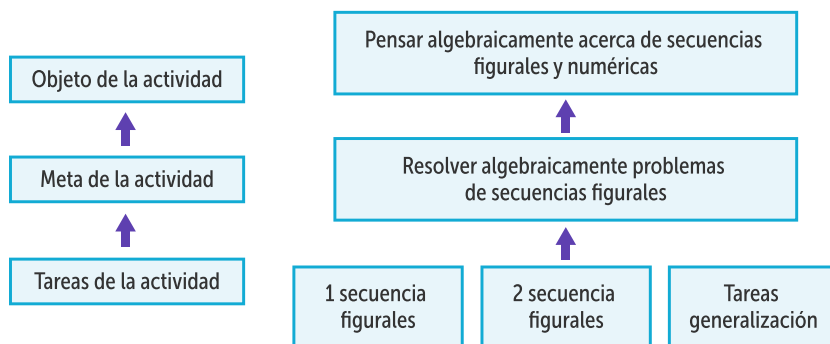 Objeto de la actividad
Meta de la actividad
Tareas de la actividad
Pensar algebraicamente acerca de secuencias
figurales y numéricas
Resolver algebraicamente problemas
de secuencias figurales
1 secuencia
figurales
2 secuencia
figurales
Tareas
generalización